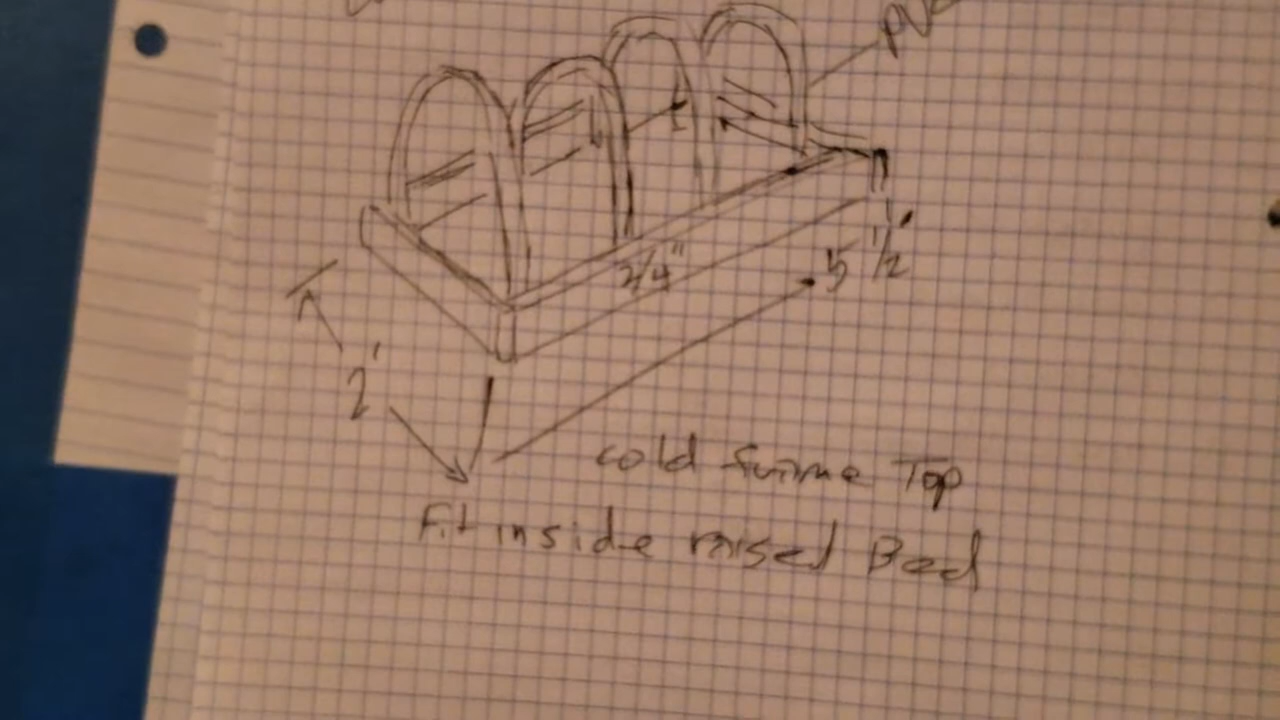 PVC
3/4"
5 1/2"
2'
cold frame Top
Fit inside raised Bed